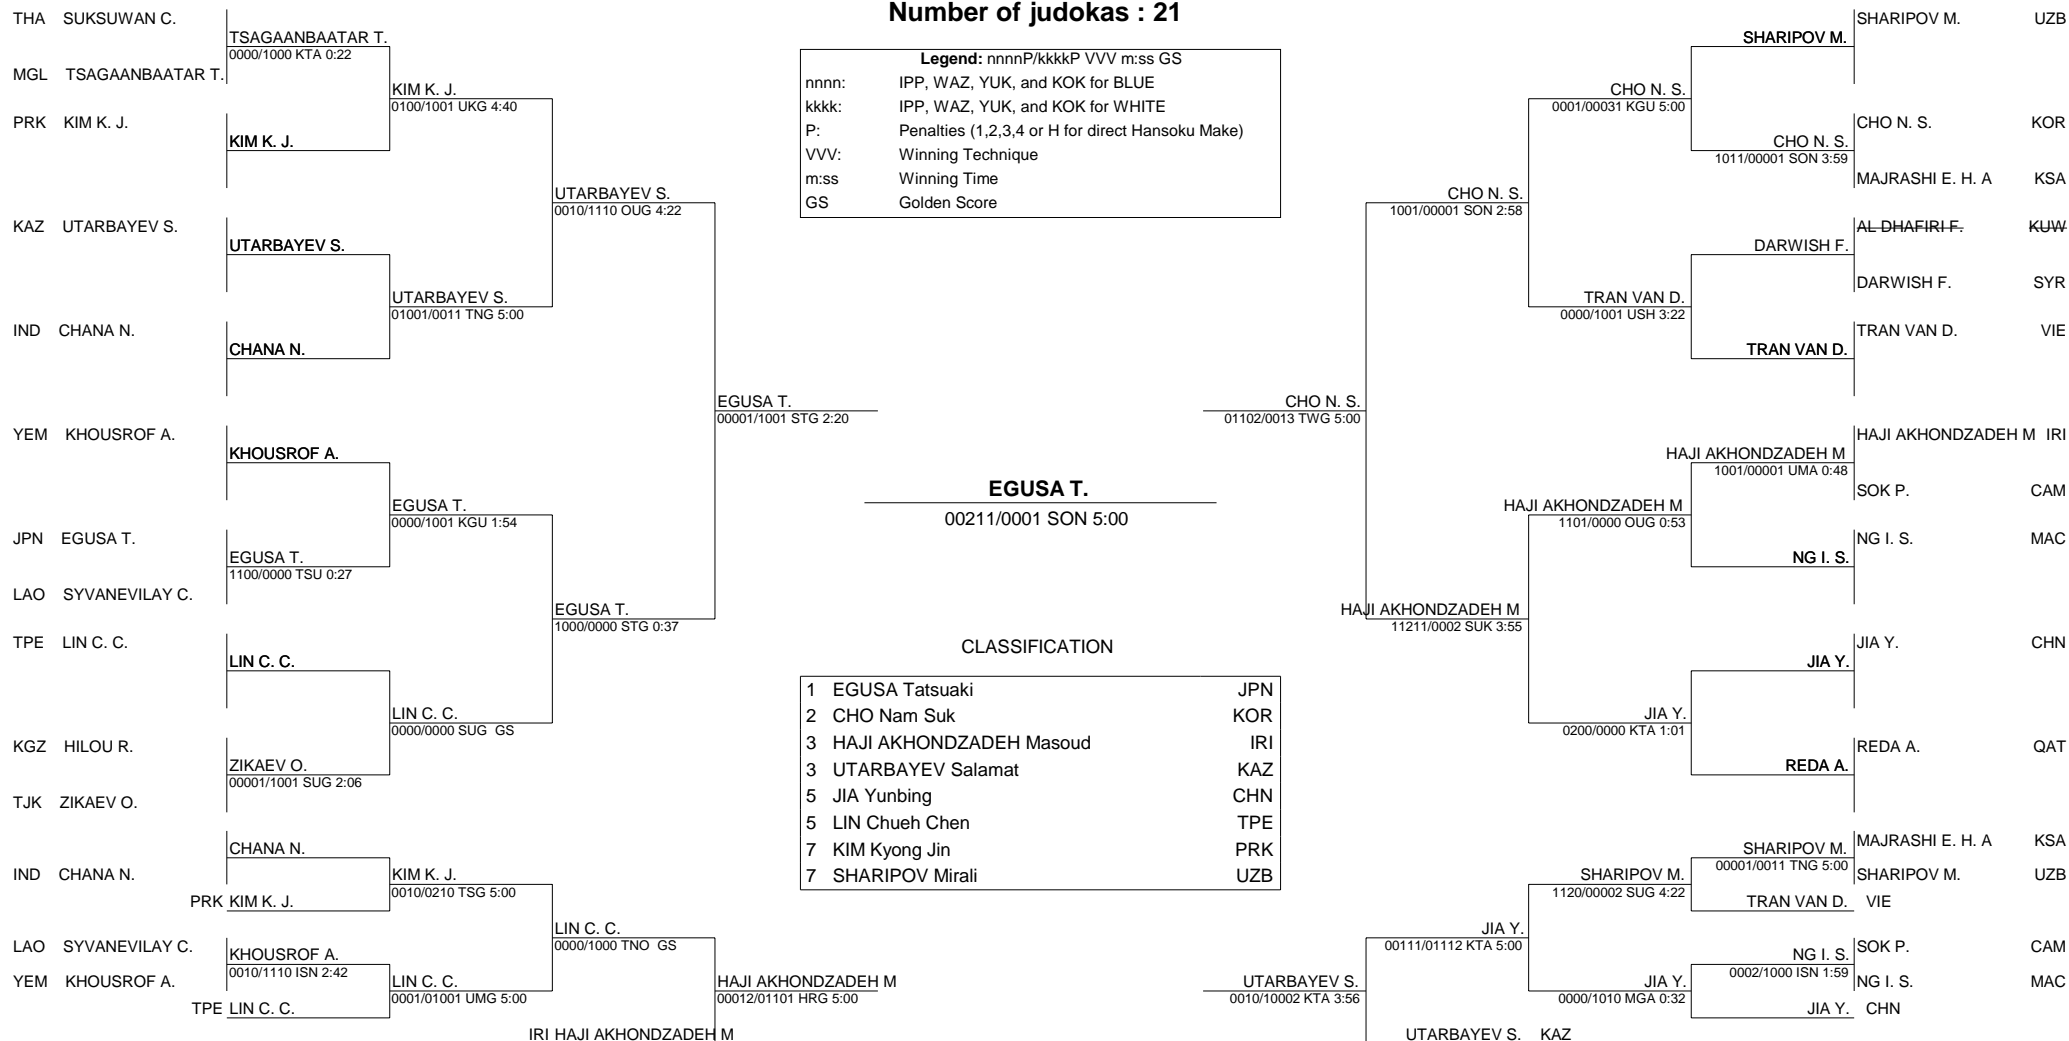 Number of judokas : 21
THA SUKSUWAN C.
MGL TSAGAANBAATAR T.
PRK KIM K. J.
KAZ UTARBAYEV S.
IND CHANA N.
YEM KHOUSROF A.
JPN EGUSA T.
LAO SYVANEVILAY C.
TPE LIN C. C.
KGZ HILOU R.
TJK ZIKAEV O.
TSAGAANBAATAR T.
0000/1000 KTA 0:22
KIM K. J.
UTARBAYEV S.
CHANA N.
KHOUSROF A.
EGUSA T.
1100/0000 TSU 0:27
LIN C. C.
ZIKAEV O.
00001/1001 SUG 2:06
KIM K. J.
0100/1001 UKG 4:40
UTARBAYEV S.
01001/0011 TNG 5:00
EGUSA T.
0000/1001 KGU 1:54
LIN C. C.
0000/0000 SUG GS
UTARBAYEV S.
0010/1110 OUG 4:22
EGUSA T.
1000/0000 STG 0:37
EGUSA T.
00001/1001 STG 2:20
Legend: nnnnP/kkkkP VVV m:ss GS
nnnn: IPP, WAZ, YUK, and KOK for BLUE
kkkk: IPP, WAZ, YUK, and KOK for WHITE
P: Penalties (1,2,3,4 or H for direct Hansoku Make)
VVV: Winning Technique
m:ss Winning Time
GS Golden Score
EGUSA T.
00211/0001 SON 5:00
CLASSIFICATION
1 EGUSA Tatsuaki JPN
2 CHO Nam Suk KOR
3 HAJI AKHONDZADEH Masoud IRI
3 UTARBAYEV Salamat KAZ
5 JIA Yunbing CHN
5 LIN Chueh Chen TPE
7 KIM Kyong Jin PRK
7 SHARIPOV Mirali UZB
CHO N. S.
01102/0013 TWG 5:00
CHO N. S.
1001/00001 SON 2:58
HAJI AKHONDZADEH M
11211/0002 SUK 3:55
CHO N. S.
0001/00031 KGU 5:00
TRAN VAN D.
0000/1001 USH 3:22
HAJI AKHONDZADEH M
1101/0000 OUG 0:53
JIA Y.
0200/0000 KTA 1:01
SHARIPOV M.
CHO N. S.
1011/00001 SON 3:59
DARWISH F.
TRAN VAN D.
HAJI AKHONDZADEH M
1001/00001 UMA 0:48
NG I. S.
JIA Y.
REDA A.
SHARIPOV M. UZB
CHO N. S. KOR
MAJRASHI E. H. A KSA
AL DHAFIRI F. KUW
DARWISH F. SYR
TRAN VAN D. VIE
HAJI AKHONDZADEH M IRI
SOK P. CAM
NG I. S. MAC
JIA Y. CHN
REDA A. QAT
IND CHANA N.
CHANA N.
PRK KIM K. J.
LAO SYVANEVILAY C.
YEM KHOUSROF A.
KHOUSROF A.
0010/1110 ISN 2:42
TPE LIN C. C.
KIM K. J.
0010/0210 TSG 5:00
LIN C. C.
0001/01001 UMG 5:00
LIN C. C.
0000/1000 TNO GS
IRI HAJI AKHONDZADEH M
HAJI AKHONDZADEH M
00012/01101 HRG 5:00
UTARBAYEV S.
0010/10002 KTA 3:56
JIA Y.
00111/01112 KTA 5:00
UTARBAYEV S. KAZ
SHARIPOV M.
1120/00002 SUG 4:22
JIA Y.
0000/1010 MGA 0:32
SHARIPOV M.
00001/0011 TNG 5:00
TRAN VAN D. VIE
NG I. S.
0002/1000 ISN 1:59
JIA Y. CHN
MAJRASHI E. H. A KSA
SHARIPOV M. UZB
SOK P. CAM
NG I. S. MAC